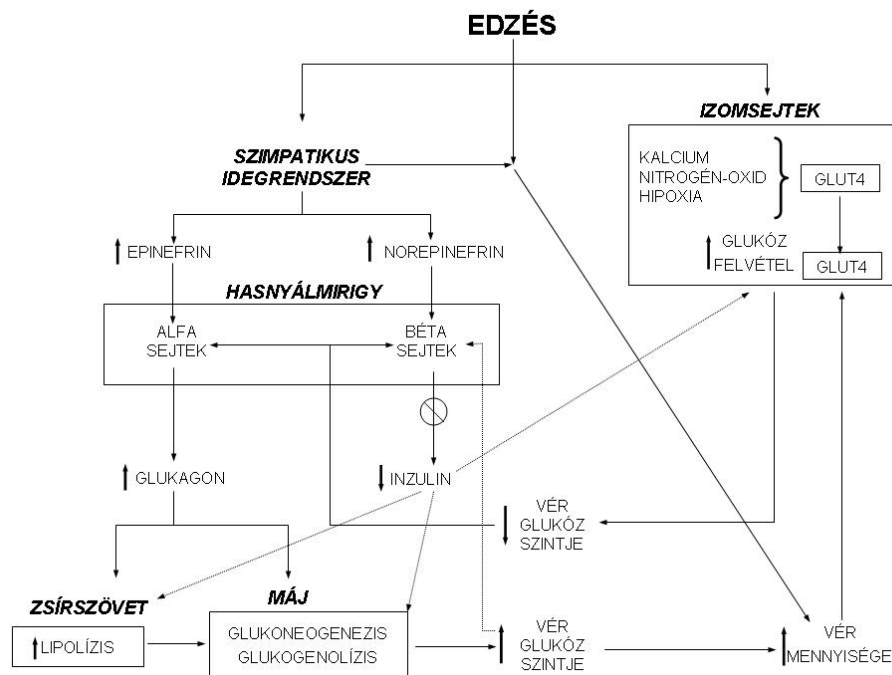 EDZÉS
IZOMSEJTEK
KALCIUM
NITROGÉN-OXID
HIPOXIA
GLUT4
GLUKÓZ
FELVÉTEL
GLUT4
SZIMPATIKUS
IDEGRENDSZER
EPINEFRIN
NOREPINEFRIN
HASNYÁLMIRIGY
ALFA
SEJTEK
BÉTA
SEJTEK
GLUKAGON
INZULIN
VÉR
GLUKÓZ
SZINTJE
ZSÍRSZÖVET
LIPOLÍZIS
MÁJ
GLUKONEOGENEZIS
GLUKOGENOLÍZIS
VÉR
GLUKÓZ
SZINTJE
VÉR
MENNYISÉGE